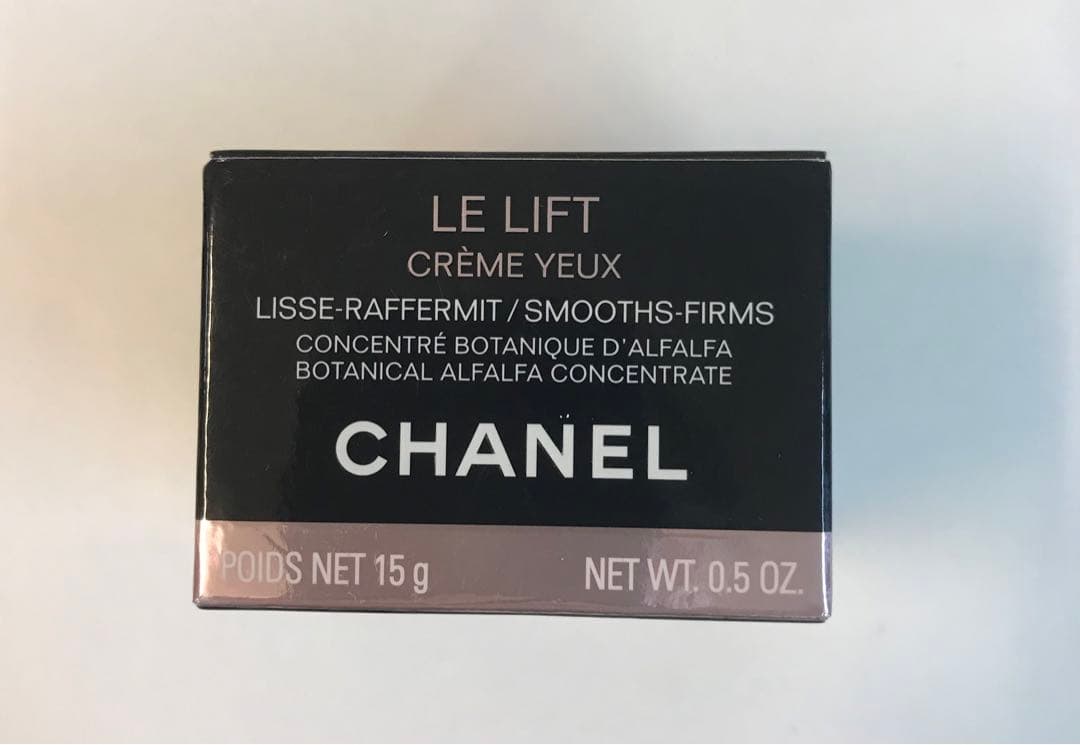 LE LIFT
CRÈME YEUX
LISSE-RAFFERMIT / SMOOTHS-FIRMS
CONCENTRÉ BOTANIQUE D'ALFALFA
BOTANICAL ALFALFA CONCENTRATE
CHANEL
POIDS NET 15 g NET WT. 0.5 OZ.